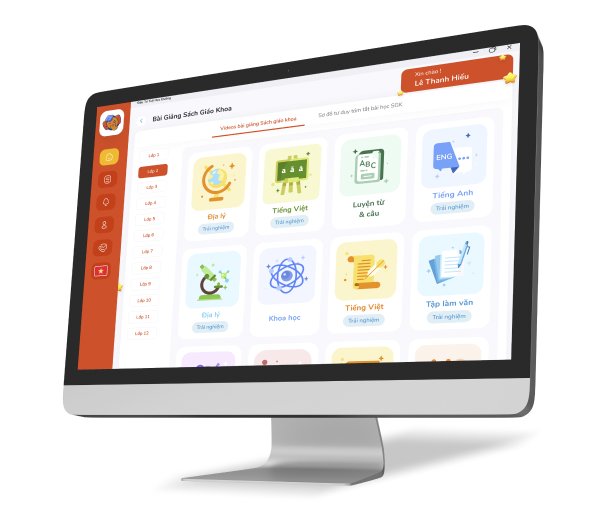 Xin chào !
Lê Thanh Hiếu
Bài Giảng Sách Giáo Khoa
Videos bài giảng Sách giáo khoa
Sơ đồ tư duy tóm tắt bài học SGK
Lớp 1
Lớp 2
Lớp 3
Lớp 4
Lớp 5
Lớp 6
Lớp 7
Lớp 8
Lớp 9
Lớp 10
Lớp 11
Lớp 12
Địa lý
Trải nghiệm
Tiếng Việt
Trải nghiệm
ABC
Luyện từ
& câu
ENG
Tiếng Anh
Trải nghiệm
Địa lý
Trải nghiệm
Khoa học
Tiếng Việt
Trải nghiệm
Tập làm văn
Trải nghiệm